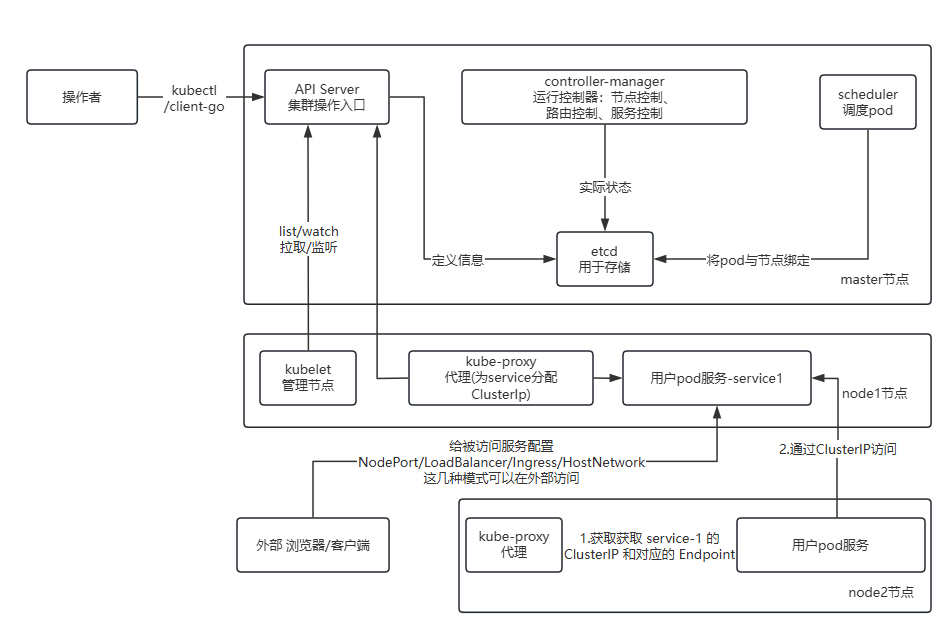 操作者
kubectl
/client-go
API Server
集群操作入口
controller-manager
运行控制器：节点控制、
路由控制、服务控制
scheduler
调度pod
实际状态
list/watch
拉取/监听
定义信息
etcd
用于存储
将pod与节点绑定
master节点
kubelet
管理节点
kube-proxy
代理(为service分配
ClusterIp)
用户pod服务-service1
node1节点
给被访问服务配置
NodePort/LoadBalancer/Ingress/HostNetwork
这几种模式可以在外部访问
2.通过ClusterIP访问
外部 浏览器/客户端
kube-proxy
代理
1.获取获取 service-1 的
ClusterIP 和对应的 Endpoint
用户pod服务
node2节点